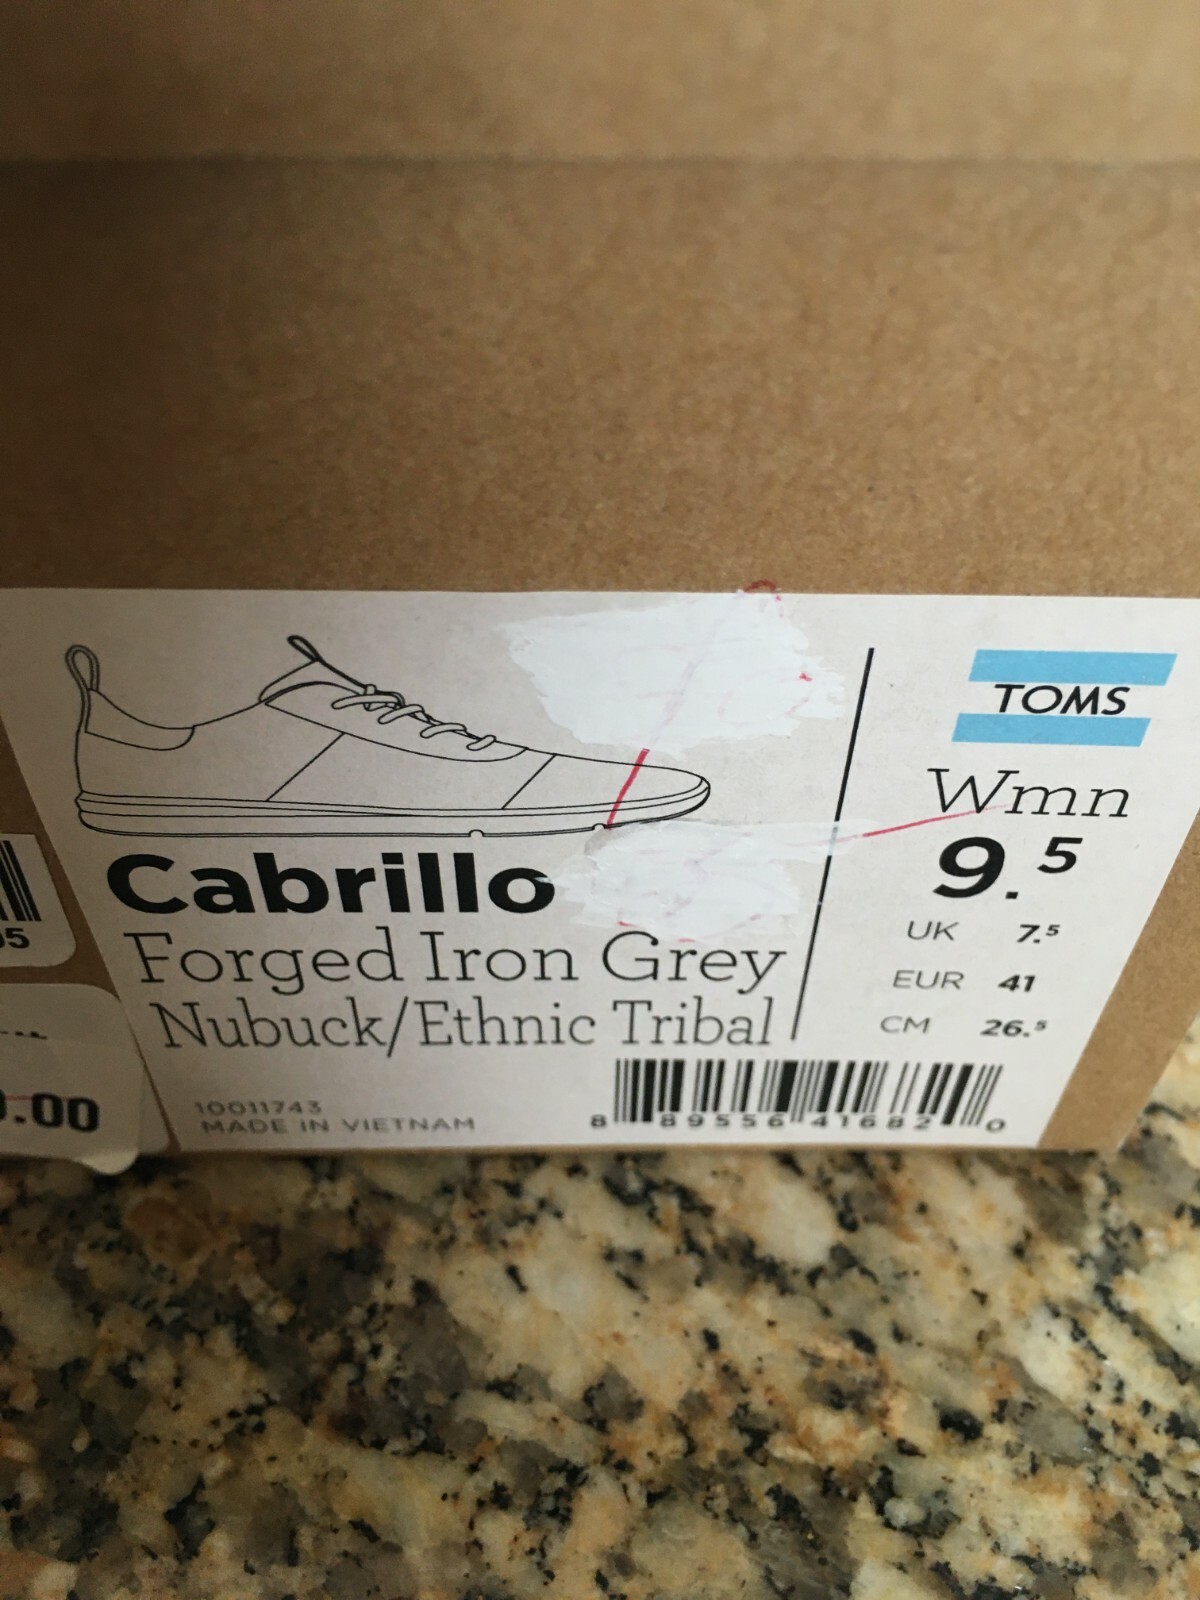 TOMS
Wmn
9.5
UK 7.5
EUR 41
CM 26.5
Cabrillo
Forged Iron Grey
Nubuck/Ethnic Tribal
10011743
MADE IN VIETNAM
8 89556 41682 0
.00